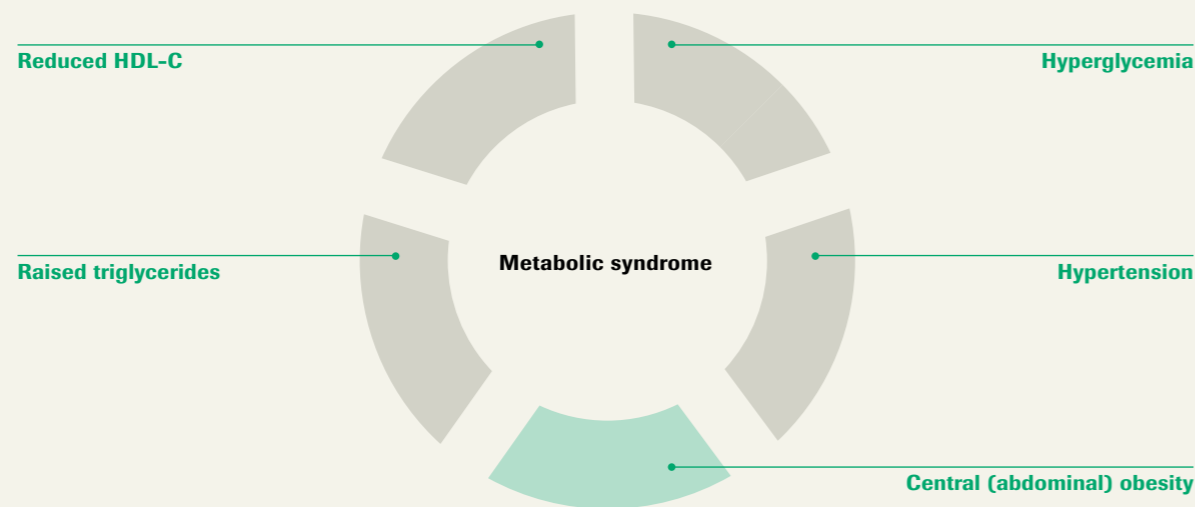 Reduced HDL-C
Hyperglycemia
Raised triglycerides
Metabolic syndrome
Hypertension
Central (abdominal) obesity